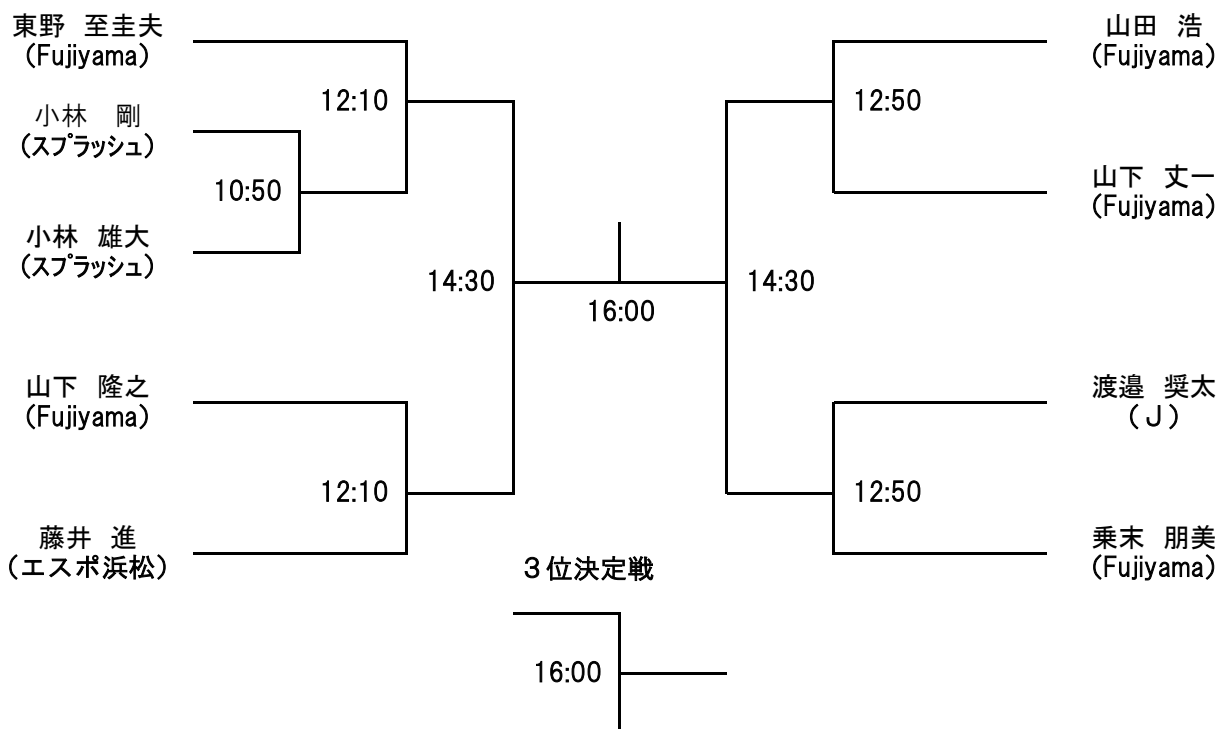 東野　至圭夫
(Fujiyama)
小林　剛
(スプラッシュ)
小林　雄大
(スプラッシュ)
山下　隆之
(Fujiyama)
藤井　進
(エスポ浜松)
12:10
10:50
14:30
12:10
16:00
14:30
12:50
12:50
山田　浩
(Fujiyama)
山下　丈一
(Fujiyama)
渡邉　奨太
(Ｊ)
乗末　朋美
(Fujiyama)
３位決定戦
16:00